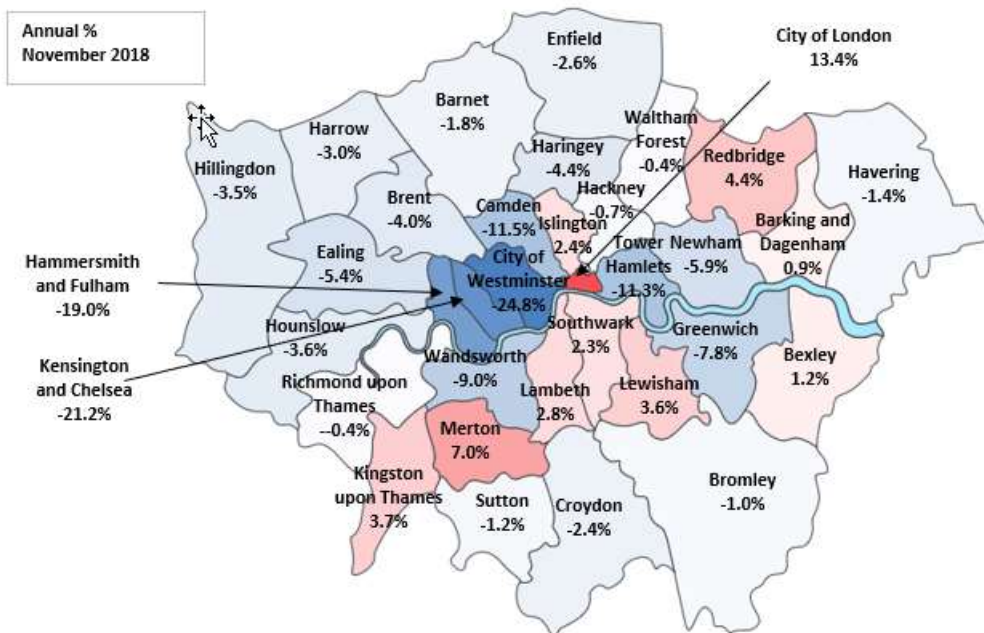 Annual %
November 2018
City of London
13.4%
Enfield
-2.6%
Barnet
-1.8%
Waltham
Forest
-0.4%
Harrow
-3.0%
Haringey
-4.4%
Redbridge
4.4%
Hillingdon
-3.5%
Havering
-1.4%
Hackney
-0.7%
Brent
-4.0%
Camden
-11.5%
Islington
2.4%
Barking and
Dagenham
0.9%
Ealing
-5.4%
Tower
Hamlets
-11.3%
Newham
-5.9%
City of
Westminster
-24.8%
Hammersmith
and Fulham
-19.0%
Hounslow
-3.6%
Southwark
2.3%
Greenwich
-7.8%
Kensington
and Chelsea
-21.2%
Wandsworth
-9.0%
Bexley
1.2%
Richmond upon
Thames
--0.4%
Lambeth
2.8%
Lewisham
3.6%
Merton
7.0%
Kingston
upon Thames
3.7%
Sutton
-1.2%
Croydon
-2.4%
Bromley
-1.0%